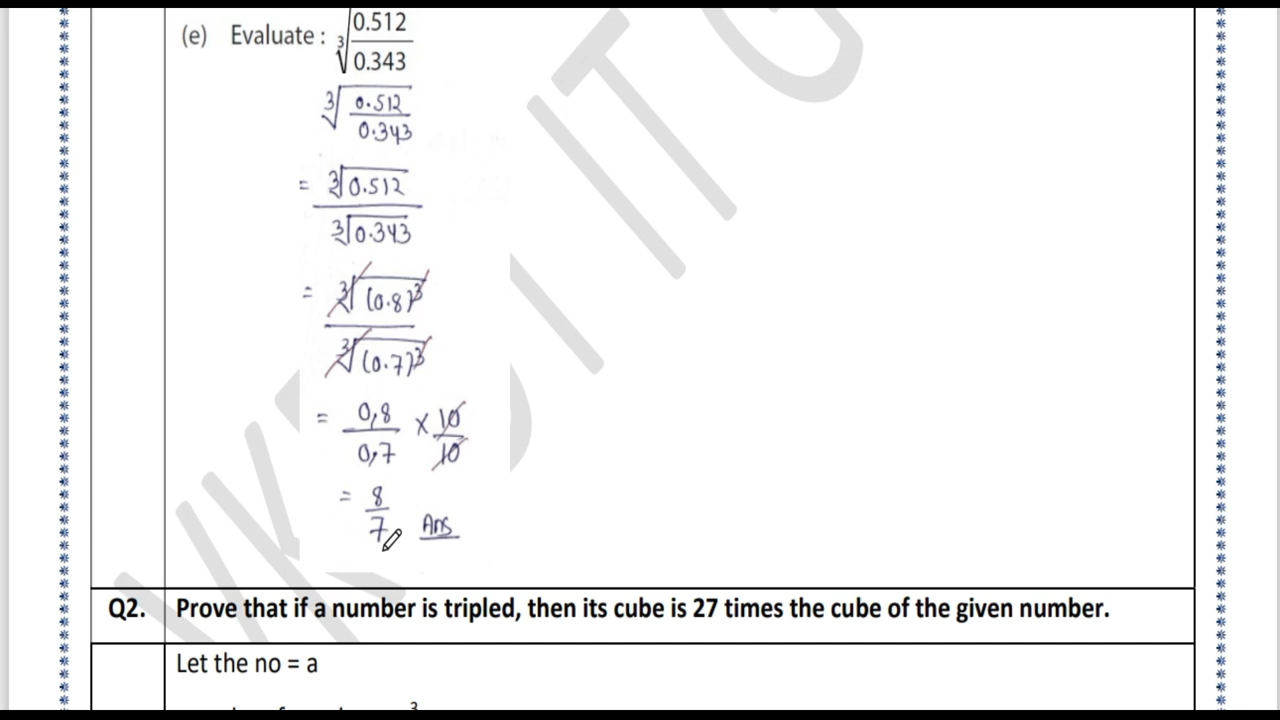 (e) Evaluate : ∛(0.512/0.343)
∛(0.512/0.343)
= ∛0.512 / ∛0.343
= ∛(0.8)³ / ∛(0.7)³
= 0,8/0,7 × 10/10
= 8/7 Ans
Q2. Prove that if a number is tripled, then its cube is 27 times the cube of the given number.
Let the no = a